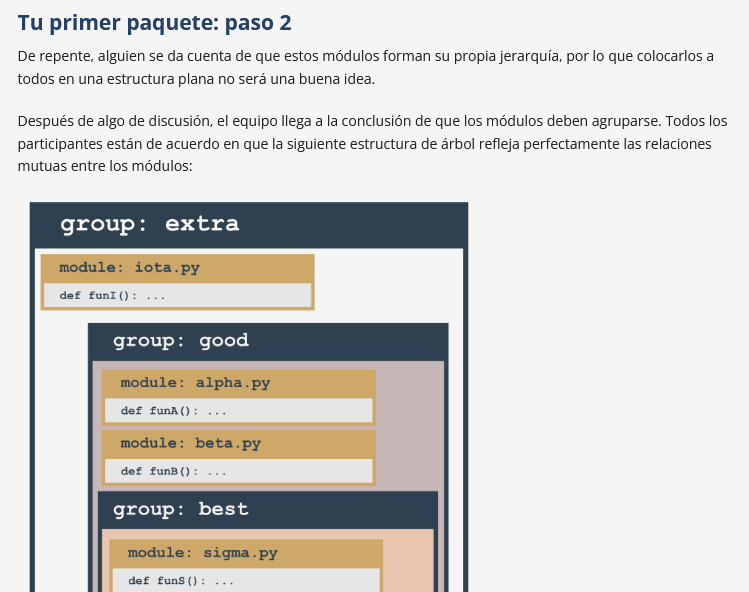 Tu primer paquete: paso 2
De repente, alguien se da cuenta de que estos módulos forman su propia jerarquía, por lo que colocarlos a
todos en una estructura plana no será una buena idea.
Después de algo de discusión, el equipo llega a la conclusión de que los módulos deben agruparse. Todos los
participantes están de acuerdo en que la siguiente estructura de árbol refleja perfectamente las relaciones
mutuas entre los módulos:
group: extra
module: iota.py
def funI(): ...
group: good
module: alpha.py
def funA(): ...
module: beta.py
def funB(): ...
group: best
module: sigma.py
def funS(): ...